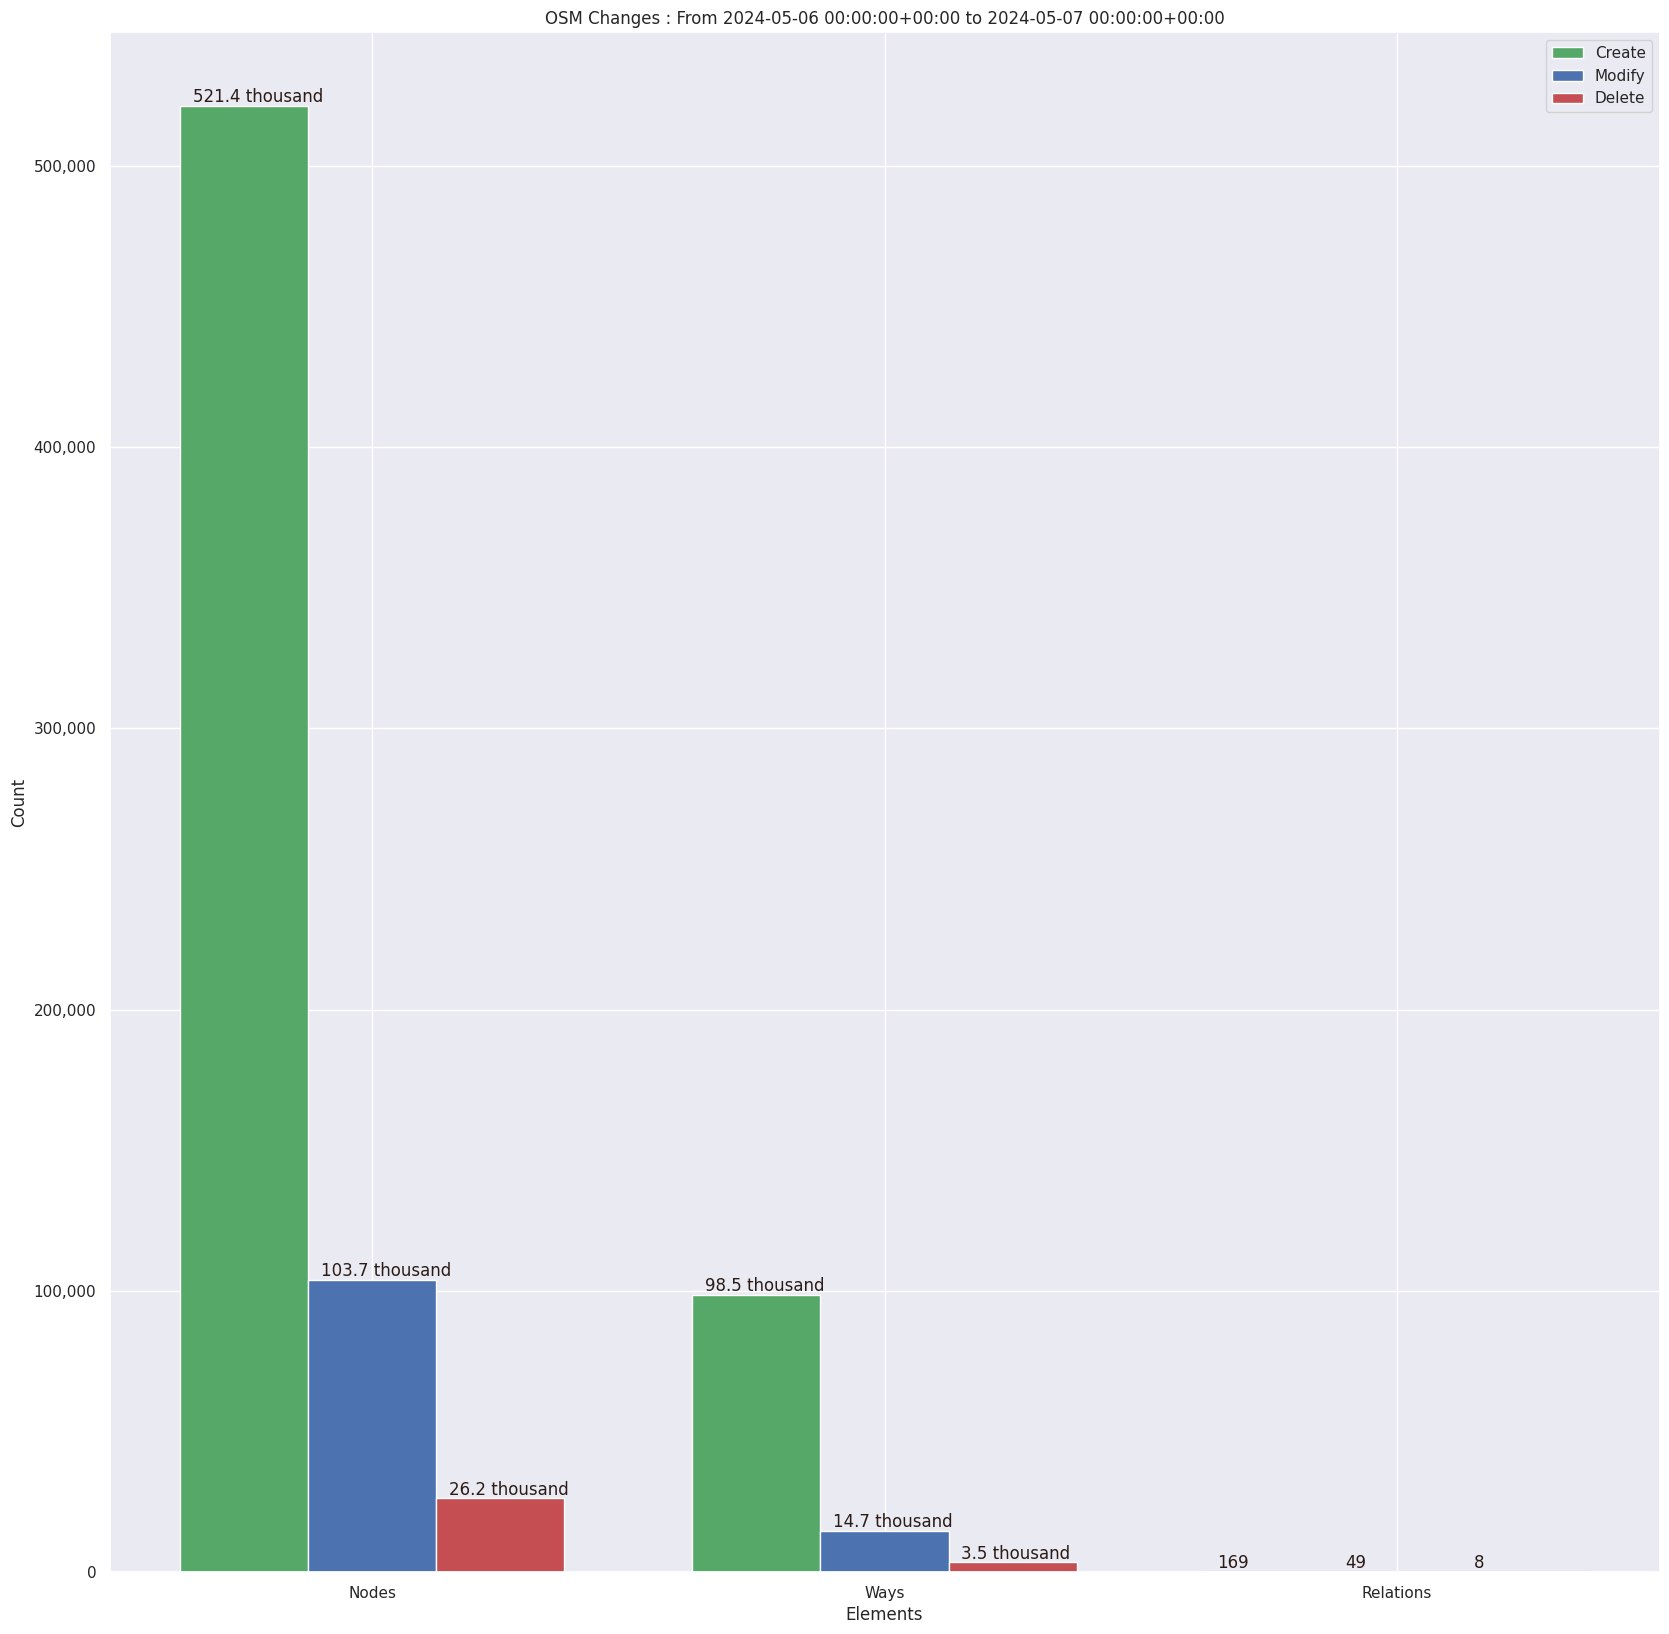 OSM Changes : From 2024-05-06 00:00:00+00:00 to 2024-05-07 00:00:00+00:00
Create
Modify
Delete
521.4 thousand
500,000
400,000
300,000
Count
200,000
103.7 thousand
98.5 thousand
100,000
26.2 thousand
14.7 thousand
3.5 thousand
169 49 8
0
Nodes Ways Relations
Elements